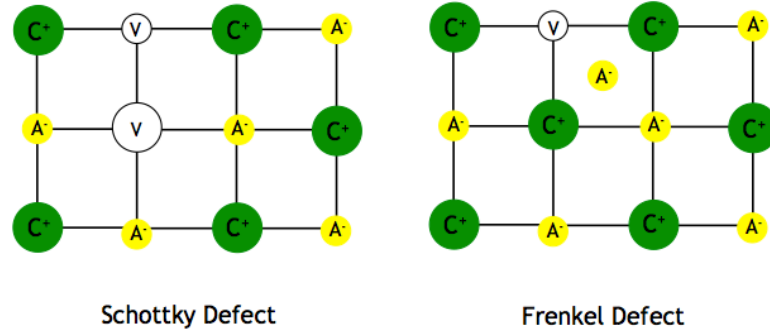 C⁺ V C⁺ A⁻
A⁻ V A⁻ C⁺
C⁺ A⁻ C⁺ A⁻
Schottky Defect
C⁺ V C⁺ A⁻
A⁻
A⁻ C⁺ A⁻ C⁺
C⁺ A⁻ C⁺ A⁻
Frenkel Defect